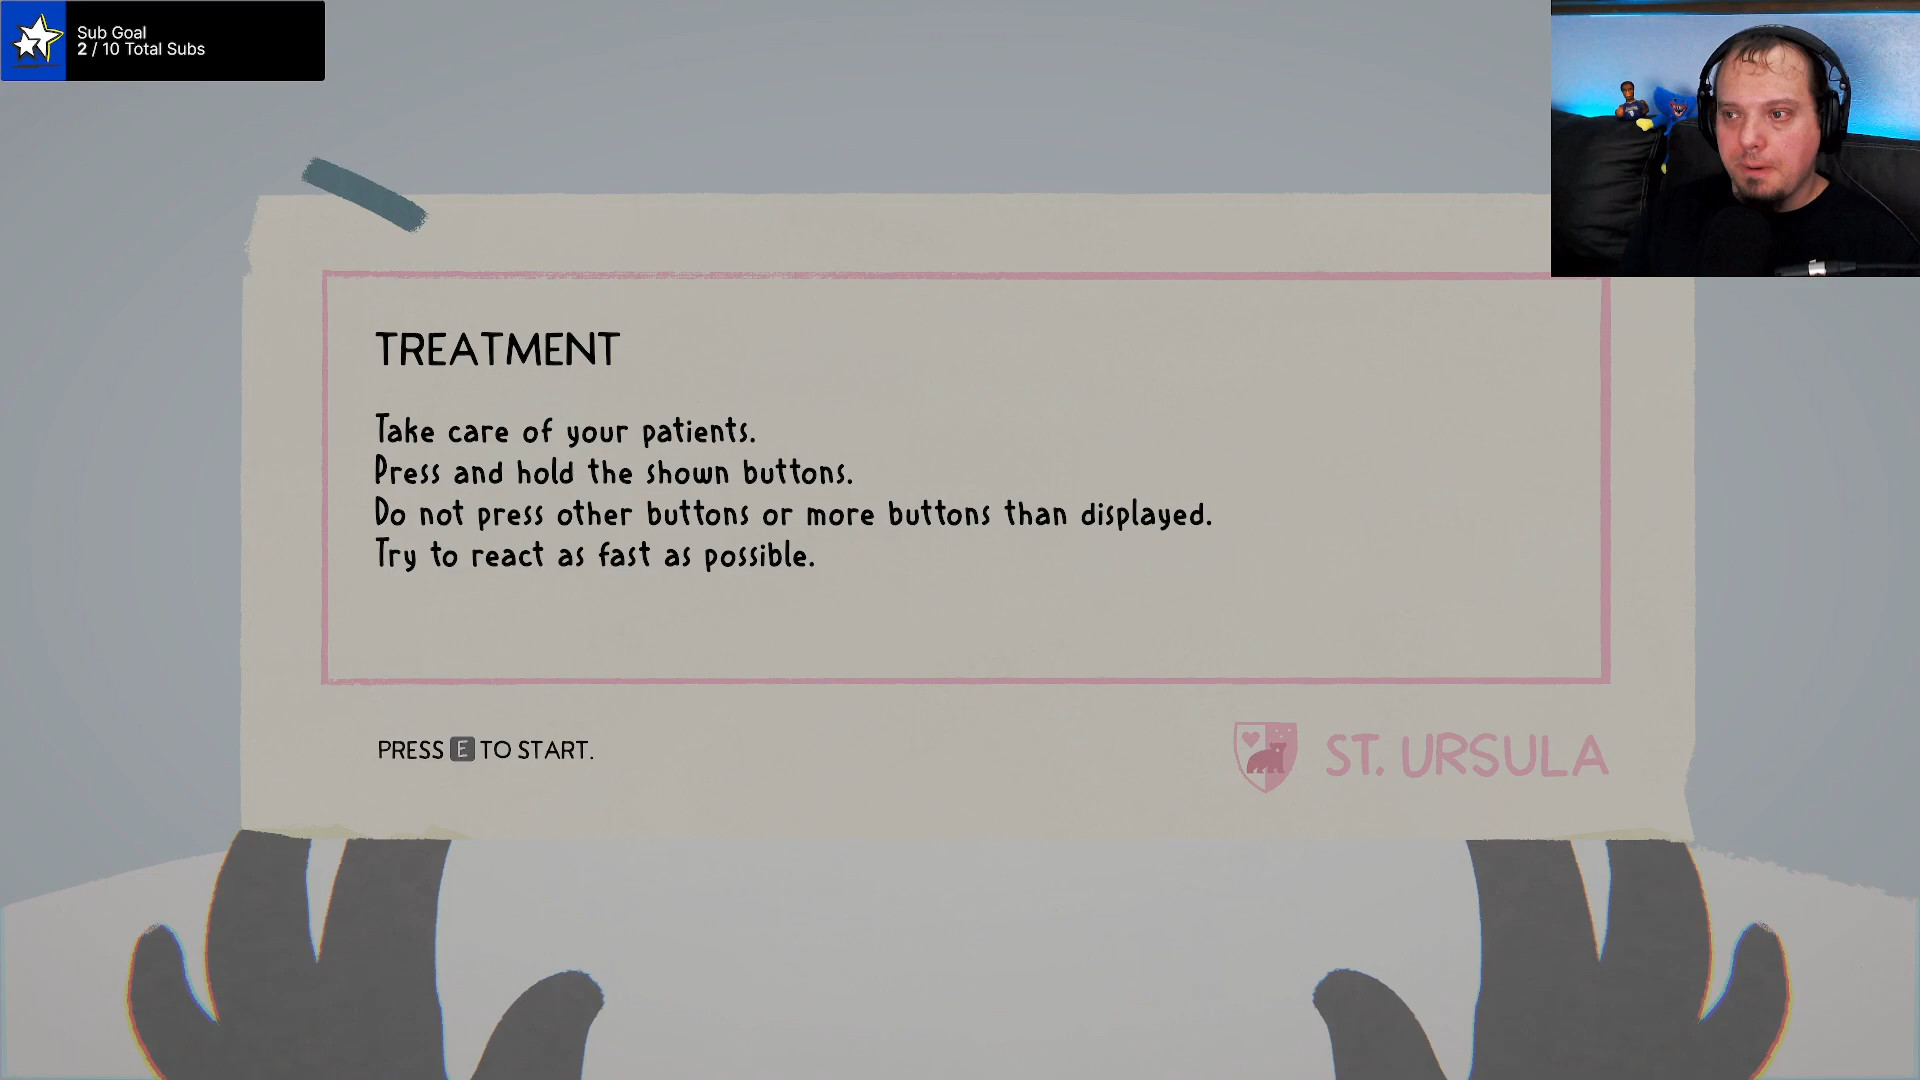 Sub Goal
2 / 10 Total Subs
TREATMENT
Take care of your patients.
Press and hold the shown buttons.
Do not press other buttons or more buttons than displayed.
Try to react as fast as possible.
PRESS E TO START.
ST. URSULA